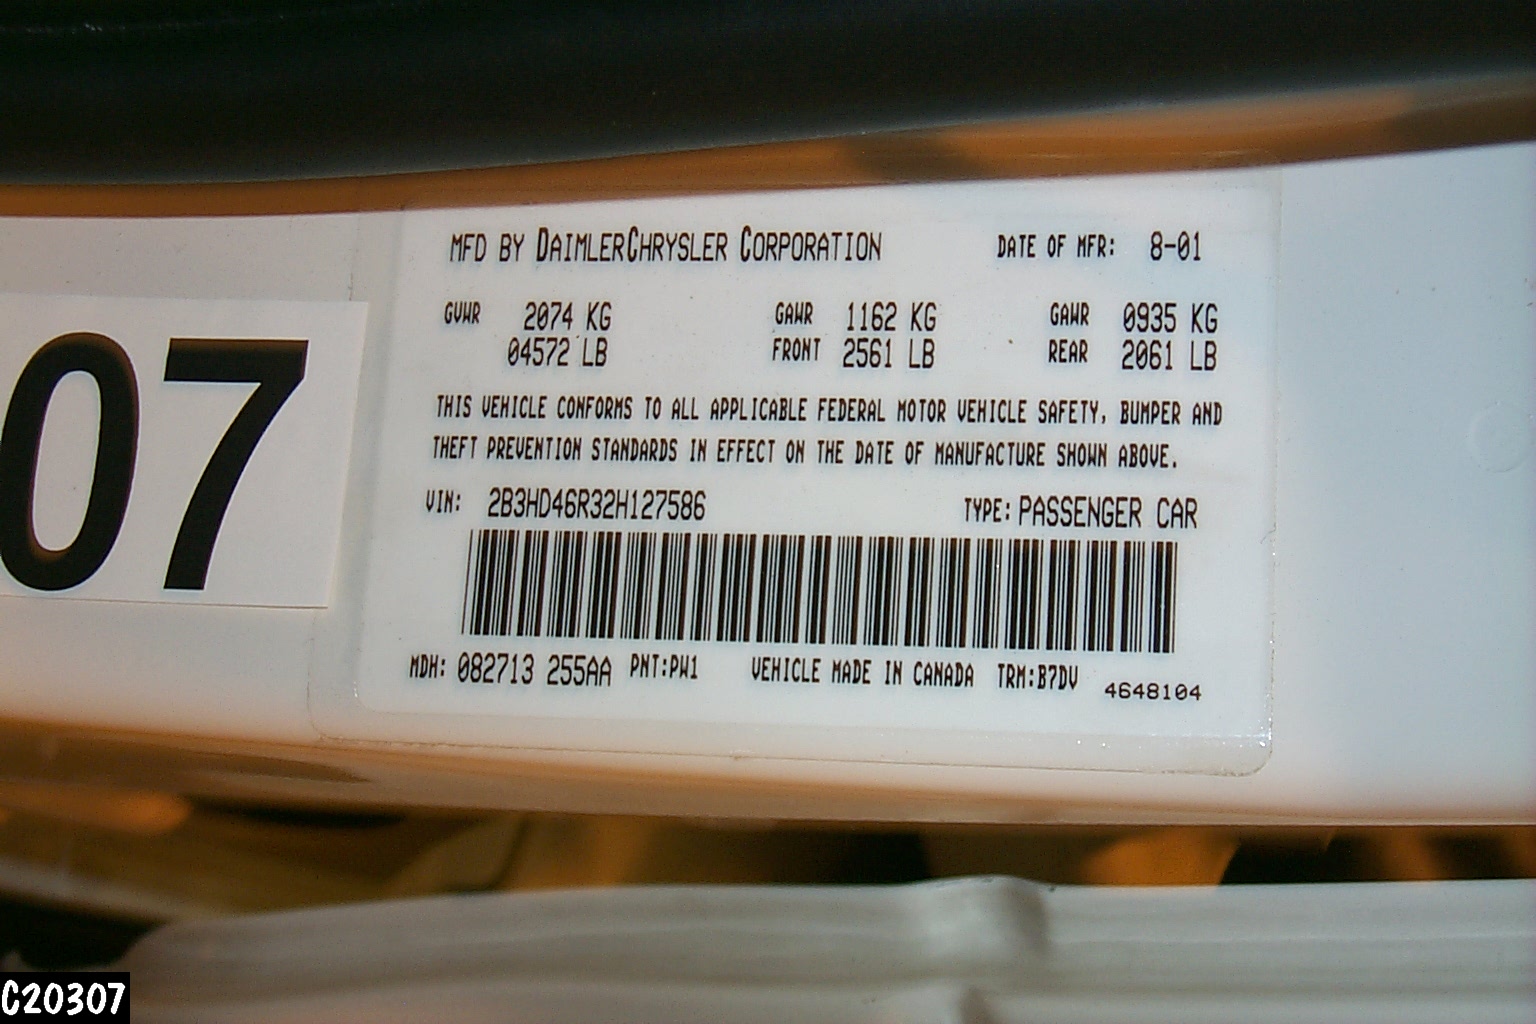 MFD BY DAIMLERCHRYSLER CORPORATION DATE OF MFR: 8-01
GVWR 2074 KG GAWR 1162 KG GAWR 0935 KG
04572 LB FRONT 2561 LB REAR 2061 LB
THIS VEHICLE CONFORMS TO ALL APPLICABLE FEDERAL MOTOR VEHICLE SAFETY, BUMPER AND
THEFT PREVENTION STANDARDS IN EFFECT ON THE DATE OF MANUFACTURE SHOWN ABOVE.
VIN: 2B3HD46R32H127586 TYPE: PASSENGER CAR
MDH: 082713 255AA PNT:PW1 VEHICLE MADE IN CANADA TRM:B7DV 4648104
07
C20307